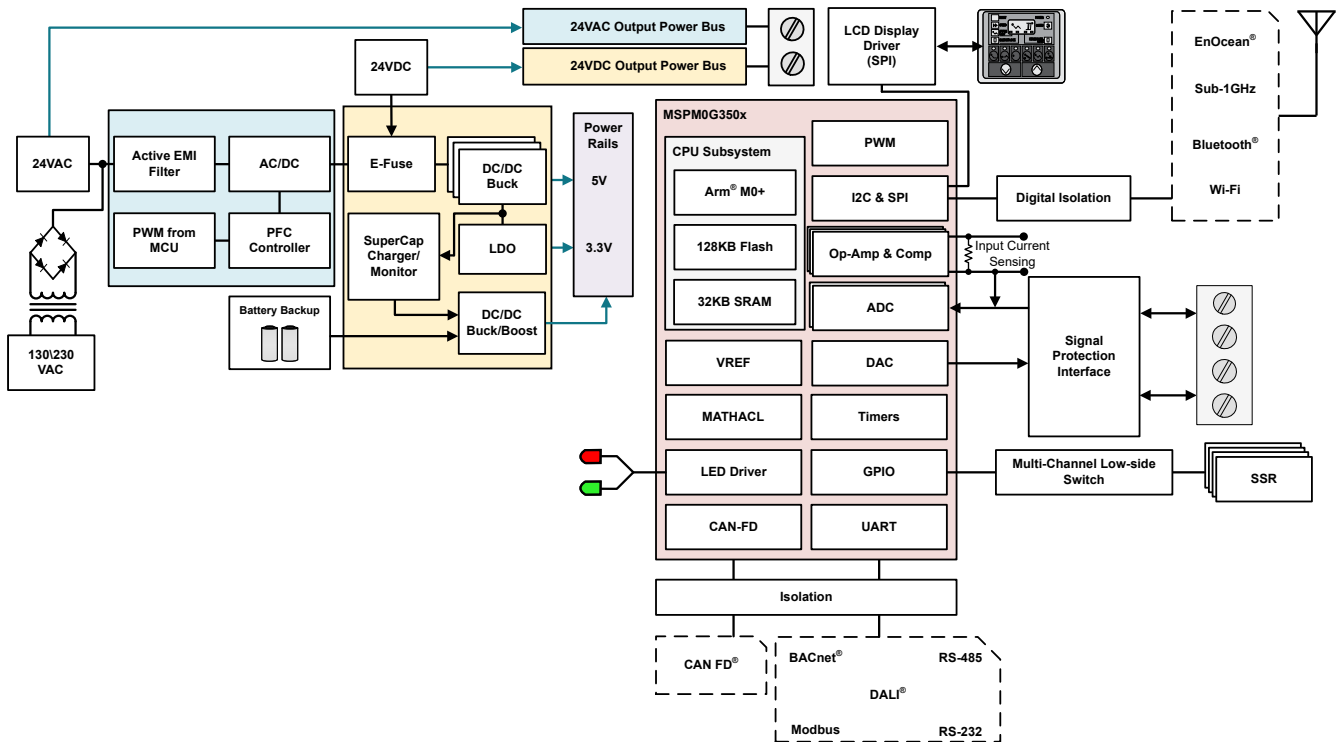 24VAC Output Power Bus
24VDC Output Power Bus
24VDC
LCD Display
Driver
(SPI)
EnOcean®
Sub-1GHz
Bluetooth®
Wi-Fi
24VAC
Active EMI
Filter
AC/DC
PWM from
MCU
PFC
Controller
130\230
VAC
E-Fuse
DC/DC
Buck
SuperCap
Charger/
Monitor
LDO
DC/DC
Buck/Boost
Battery Backup
Power
Rails
5V
3.3V
MSPM0G350x
CPU Subsystem
Arm® M0+
128KB Flash
32KB SRAM
PWM
I2C & SPI
Op-Amp & Comp
ADC
VREF
DAC
MATHACL
Timers
LED Driver
GPIO
CAN-FD
UART
Digital Isolation
Input Current
Sensing
Signal
Protection
Interface
Multi-Channel Low-side
Switch
SSR
Isolation
CAN FD®
BACnet®
RS-485
DALI®
Modbus
RS-232